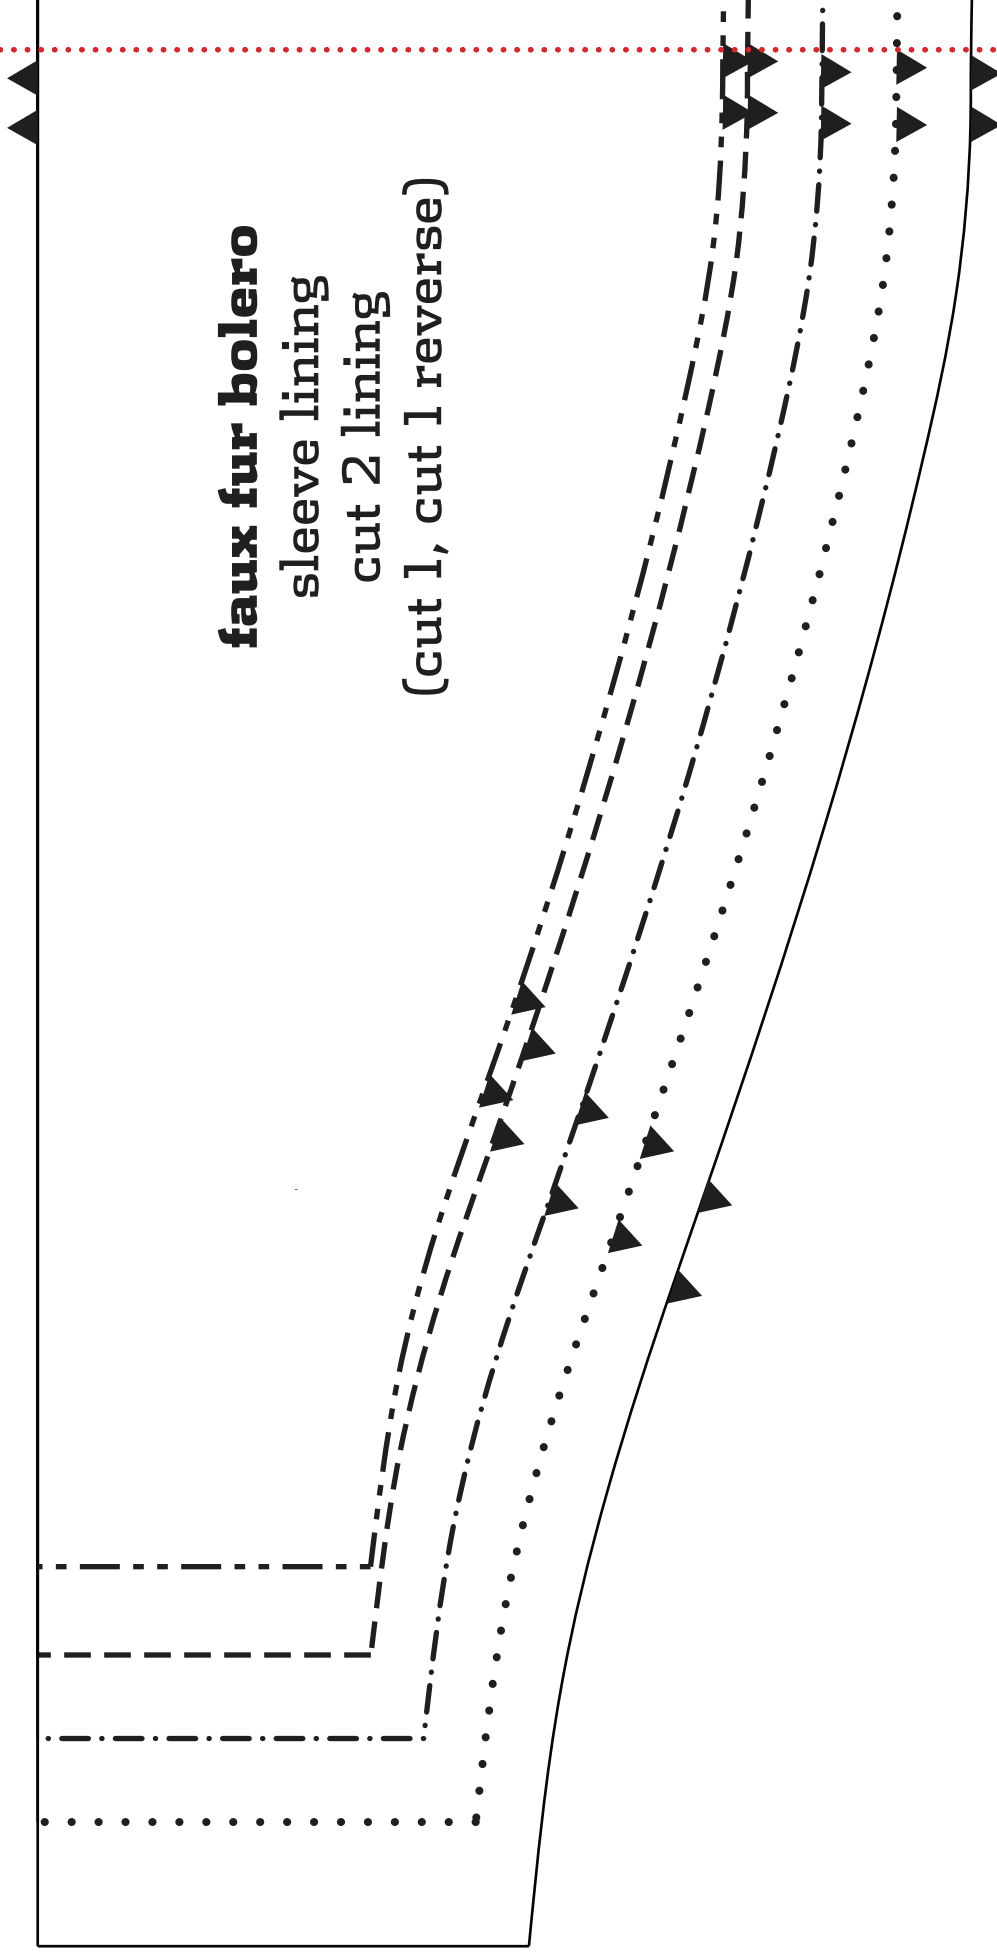 faux fur bolero
sleeve lining
cut 2 lining
(cut 1, cut 1 reverse)